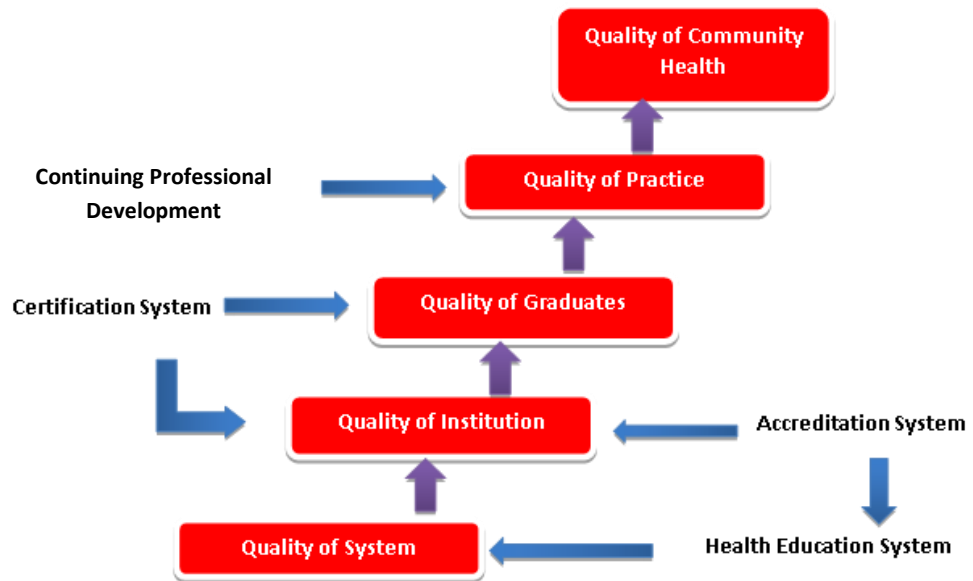 Quality of Community
Health
Continuing Professional
Development
Quality of Practice
Certification System
Quality of Graduates
Quality of Institution
Accreditation System
Quality of System
Health Education System